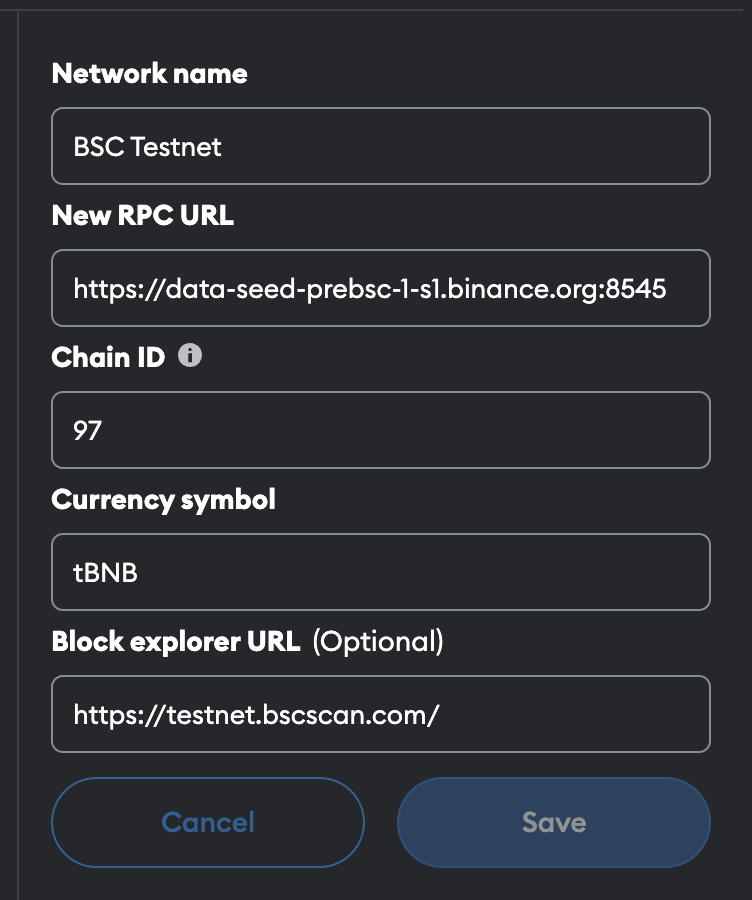 Network name
BSC Testnet
New RPC URL
https://data-seed-prebsc-1-s1.binance.org:8545
Chain ID
97
Currency symbol
tBNB
Block explorer URL (Optional)
https://testnet.bscscan.com/
Cancel Save